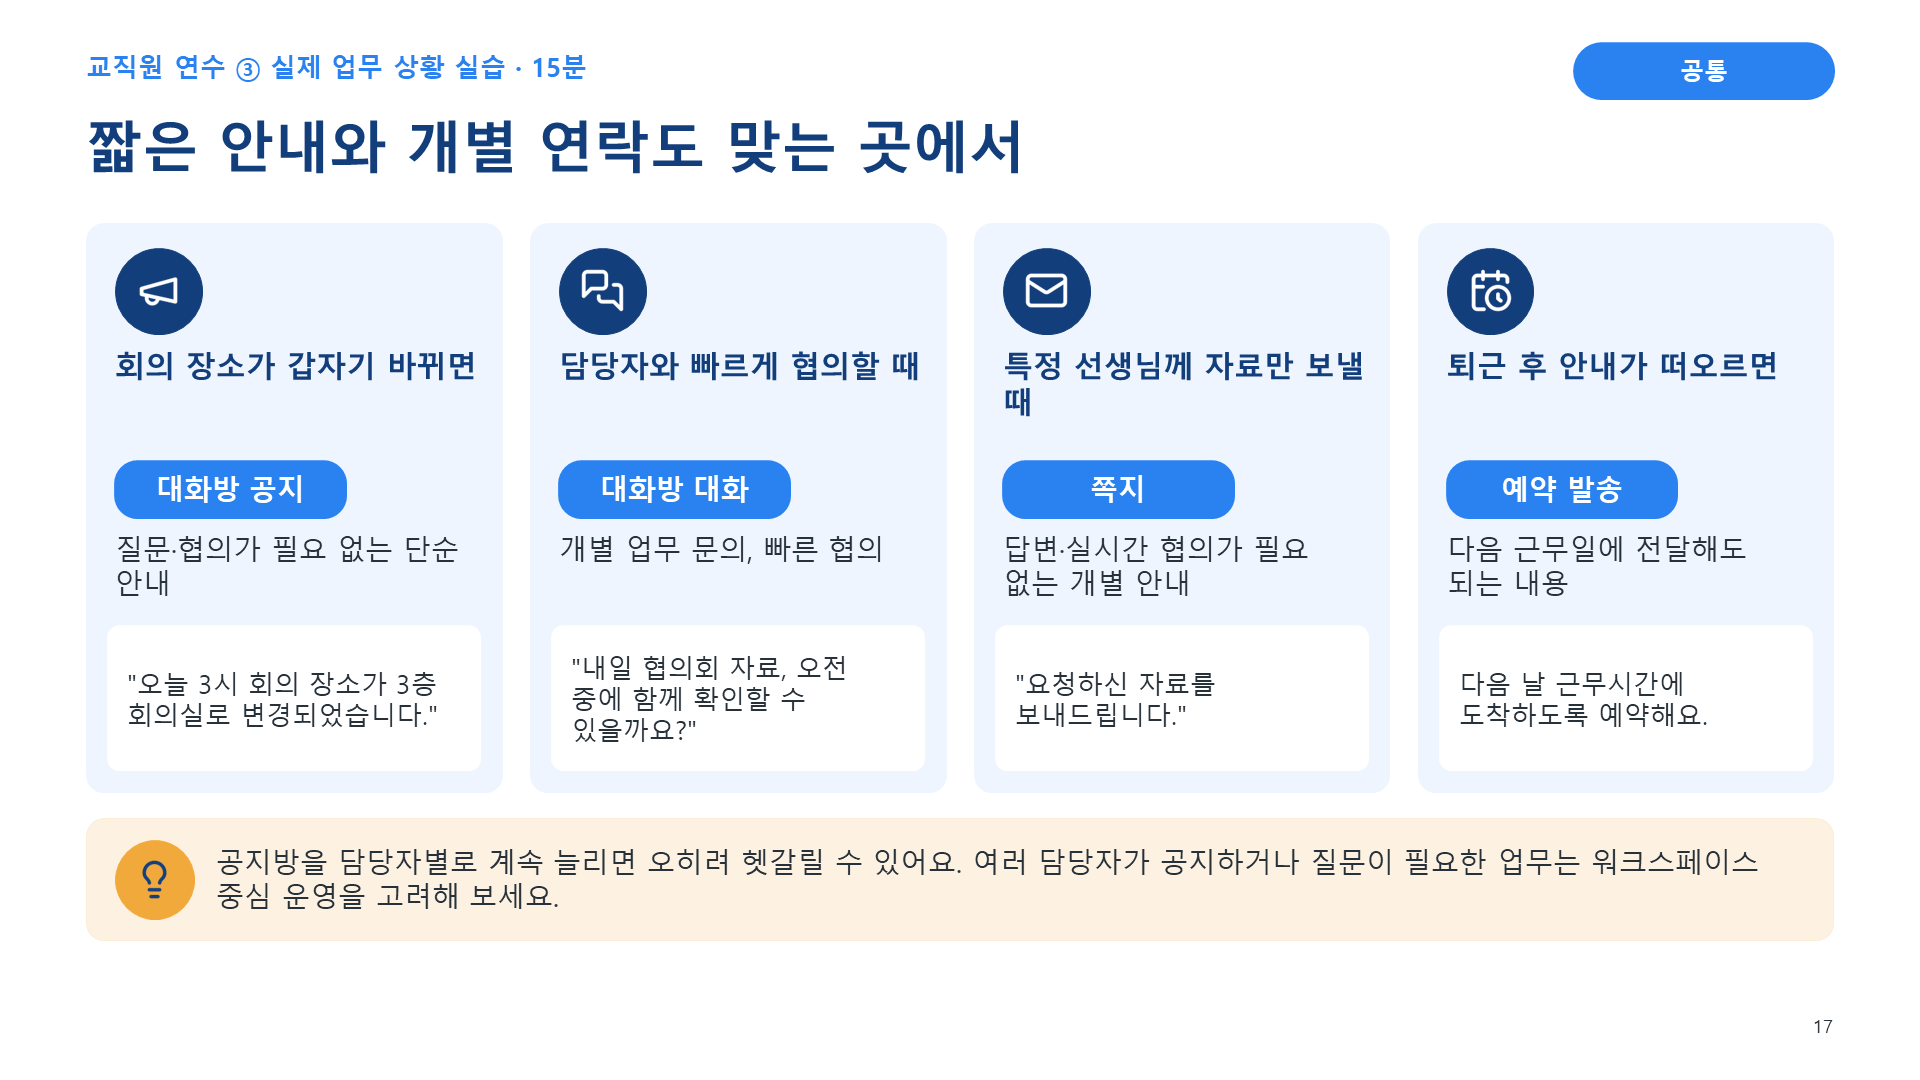 교직원 연수 ③ 실제 업무 상황 실습 · 15분
공통
짧은 안내와 개별 연락도 맞는 곳에서
회의 장소가 갑자기 바뀌면
대화방 공지
질문·협의가 필요 없는 단순
안내
"오늘 3시 회의 장소가 3층
회의실로 변경되었습니다."
담당자와 빠르게 협의할 때
대화방 대화
개별 업무 문의, 빠른 협의
"내일 협의회 자료, 오전
중에 함께 확인할 수
있을까요?"
특정 선생님께 자료만 보낼
때
쪽지
답변·실시간 협의가 필요
없는 개별 안내
"요청하신 자료를
보내드립니다."
퇴근 후 안내가 떠오르면
예약 발송
다음 근무일에 전달해도
되는 내용
다음 날 근무시간에
도착하도록 예약해요.
공지방을 담당자별로 계속 늘리면 오히려 헷갈릴 수 있어요. 여러 담당자가 공지하거나 질문이 필요한 업무는 워크스페이스
중심 운영을 고려해 보세요.
17